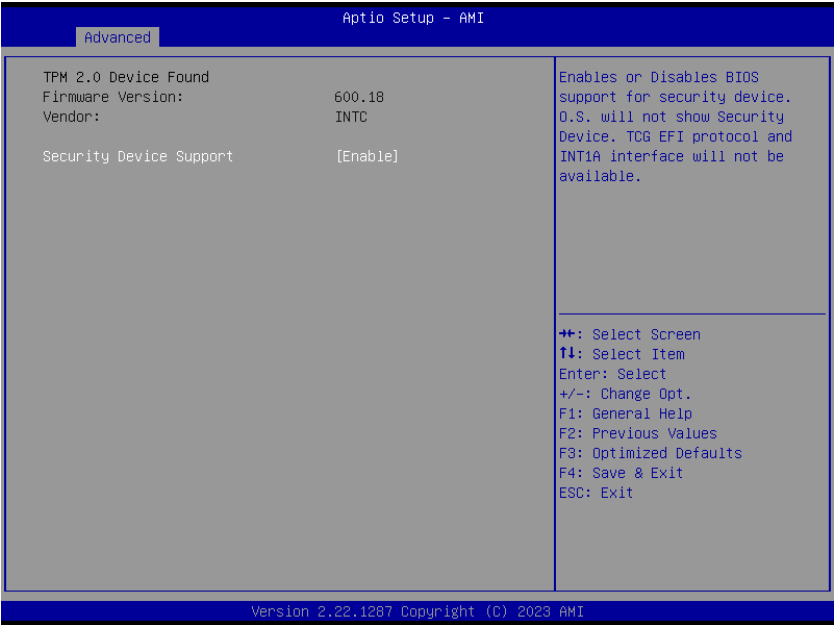 Aptio Setup - AMI
Advanced
TPM 2.0 Device Found
Firmware Version: 600.18
Vendor: INTC
Security Device Support [Enable]
Enables or Disables BIOS
support for security device.
O.S. will not show Security
Device. TCG EFI protocol and
INT1A interface will not be
available.
→←: Select Screen
↑↓: Select Item
Enter: Select
+/-: Change Opt.
F1: General Help
F2: Previous Values
F3: Optimized Defaults
F4: Save & Exit
ESC: Exit
Version 2.22.1287 Copyright (C) 2023 AMI